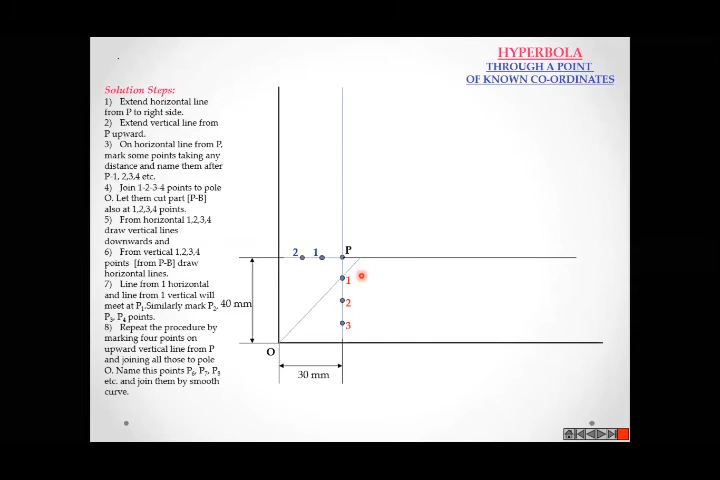 HYPERBOLA
THROUGH A POINT
OF KNOWN CO-ORDINATES
Solution Steps:
1) Extend horizontal line
from P to right side.
2) Extend vertical line from
P upward.
3) On horizontal line from P,
mark some points taking any
distance and name them after
P-1, 2,3,4 etc.
4) Join 1-2-3-4 points to pole
O. Let them cut part [P-B]
also at 1,2,3,4 points.
5) From horizontal 1,2,3,4
draw vertical lines
downwards and
6) From vertical 1,2,3,4
points [from P-B] draw
horizontal lines.
7) Line from 1 horizontal
and line from 1 vertical will
meet at P₁.Similarly mark P₂,
P₃, P₄ points.
8) Repeat the procedure by
marking four points on
upward vertical line from P
and joining all those to pole
O. Name this points P₆, P₇, P₈
etc. and join them by smooth
curve.
2 1 P
1
2
3
40 mm
O
30 mm